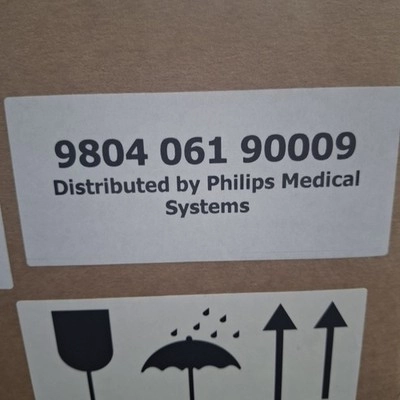 9804 061 90009
Distributed by Philips Medical
Systems